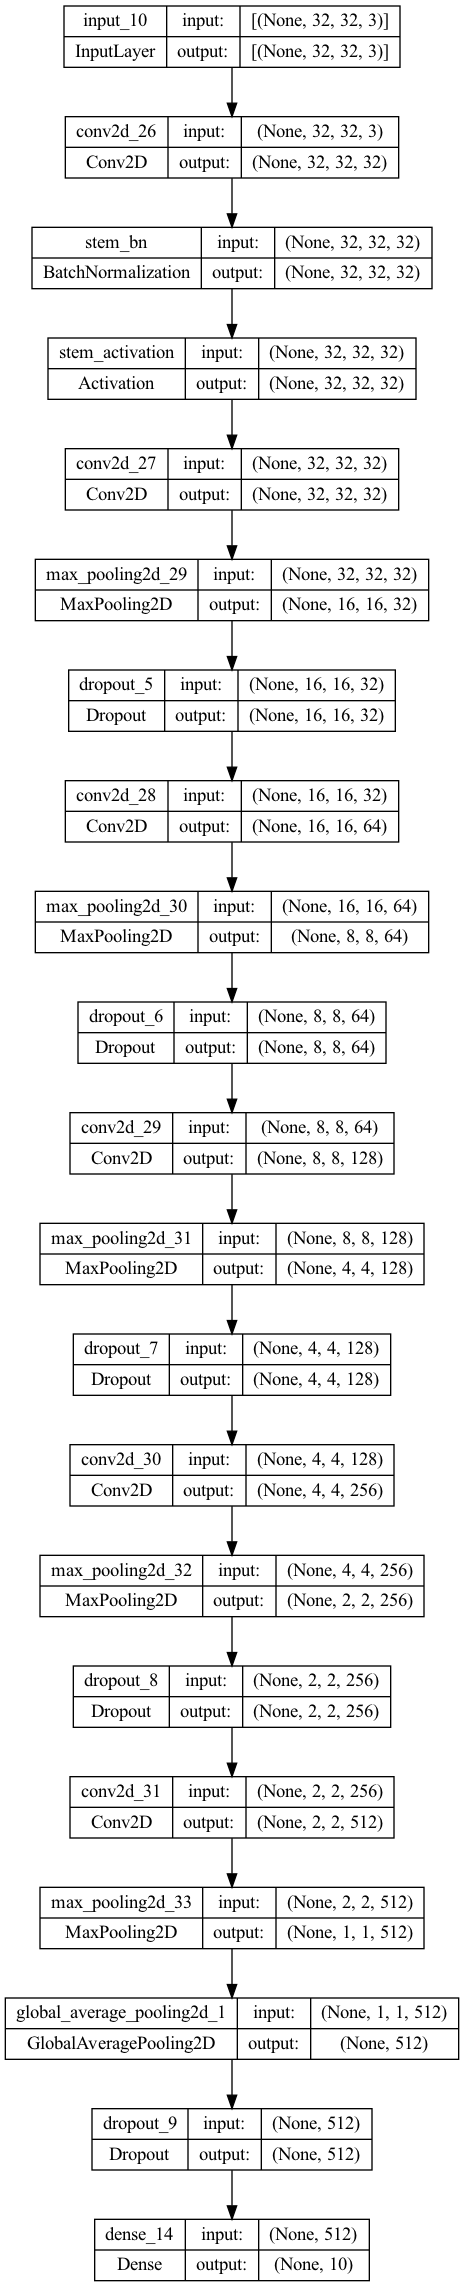 input_10 input: [(None, 32, 32, 3)]
InputLayer output: [(None, 32, 32, 3)]
conv2d_26 input: (None, 32, 32, 3)
Conv2D output: (None, 32, 32, 32)
stem_bn input: (None, 32, 32, 32)
BatchNormalization output: (None, 32, 32, 32)
stem_activation input: (None, 32, 32, 32)
Activation output: (None, 32, 32, 32)
conv2d_27 input: (None, 32, 32, 32)
Conv2D output: (None, 32, 32, 32)
max_pooling2d_29 input: (None, 32, 32, 32)
MaxPooling2D output: (None, 16, 16, 32)
dropout_5 input: (None, 16, 16, 32)
Dropout output: (None, 16, 16, 32)
conv2d_28 input: (None, 16, 16, 32)
Conv2D output: (None, 16, 16, 64)
max_pooling2d_30 input: (None, 16, 16, 64)
MaxPooling2D output: (None, 8, 8, 64)
dropout_6 input: (None, 8, 8, 64)
Dropout output: (None, 8, 8, 64)
conv2d_29 input: (None, 8, 8, 64)
Conv2D output: (None, 8, 8, 128)
max_pooling2d_31 input: (None, 8, 8, 128)
MaxPooling2D output: (None, 4, 4, 128)
dropout_7 input: (None, 4, 4, 128)
Dropout output: (None, 4, 4, 128)
conv2d_30 input: (None, 4, 4, 128)
Conv2D output: (None, 4, 4, 256)
max_pooling2d_32 input: (None, 4, 4, 256)
MaxPooling2D output: (None, 2, 2, 256)
dropout_8 input: (None, 2, 2, 256)
Dropout output: (None, 2, 2, 256)
conv2d_31 input: (None, 2, 2, 256)
Conv2D output: (None, 2, 2, 512)
max_pooling2d_33 input: (None, 2, 2, 512)
MaxPooling2D output: (None, 1, 1, 512)
global_average_pooling2d_1 input: (None, 1, 1, 512)
GlobalAveragePooling2D output: (None, 512)
dropout_9 input: (None, 512)
Dropout output: (None, 512)
dense_14 input: (None, 512)
Dense output: (None, 10)